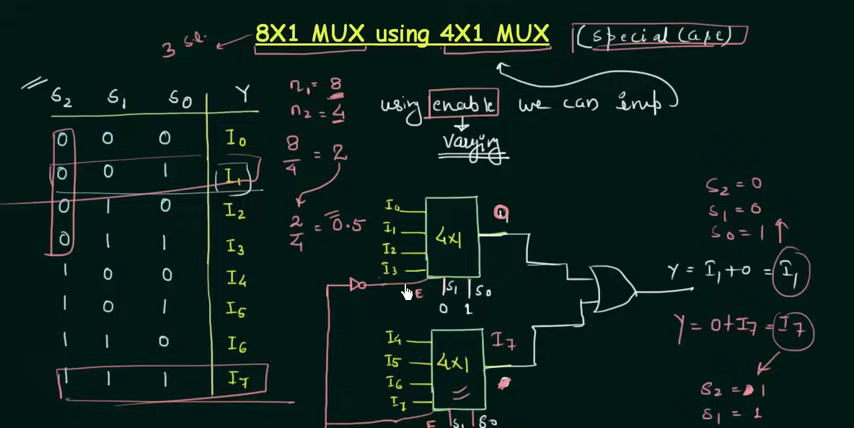 8X1 MUX using 4X1 MUX (special case)
3 s.l.
using enable we can imp
varying
n₁ = 8
n₂ = 4
8/4 = 2
2/4 = 0.5
S₂ S₁ S₀ Y
0 0 0 I₀
0 0 1 I₁
0 1 0 I₂
0 1 1 I₃
1 0 0 I₄
1 0 1 I₅
1 1 0 I₆
1 1 1 I₇
I₀
I₁
I₂
I₃
4x1
E S₁ S₀
0 1
I₄
I₅
I₆
I₇
4x1
I₇
E S₁ S₀
S₂ = 0
S₁ = 0
S₀ = 1
Y = I₁ + 0 = I₁
Y = 0 + I₇ = I₇
S₂ = 1
S₁ = 1